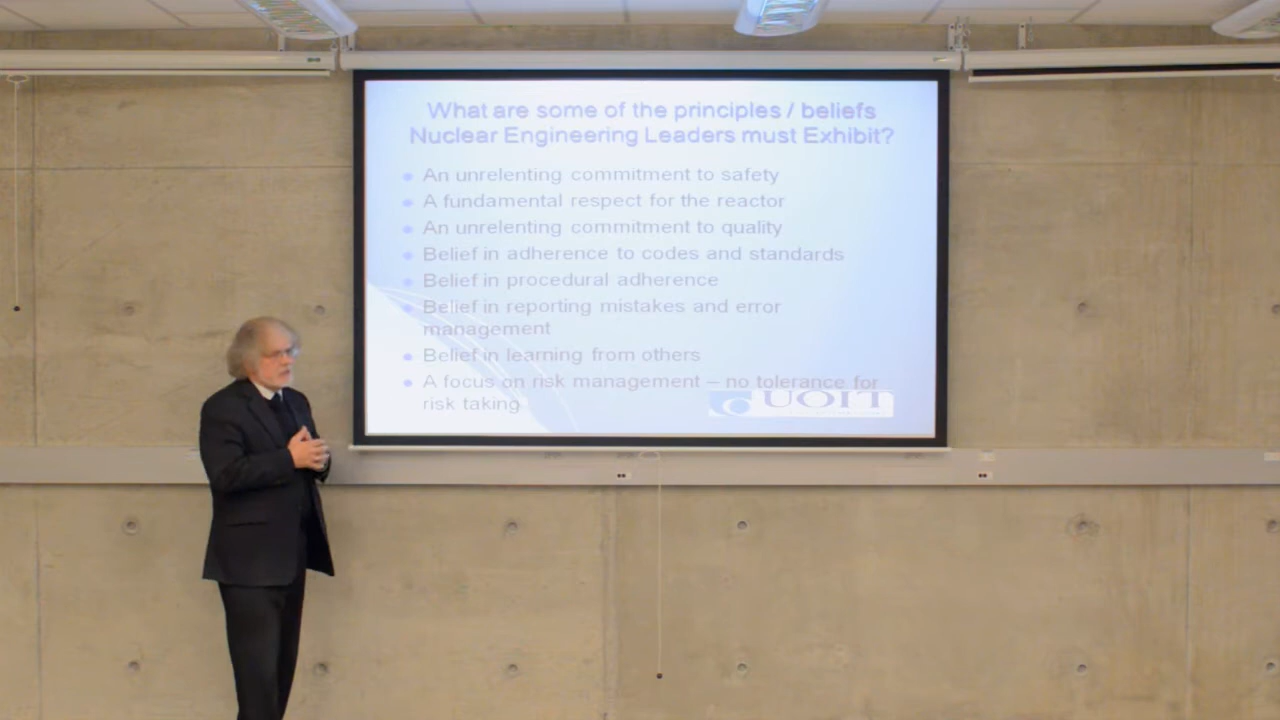 What are some of the principles / beliefs
Nuclear Engineering Leaders must Exhibit?
An unrelenting commitment to safety
A fundamental respect for the reactor
An unrelenting commitment to quality
Belief in adherence to codes and standards
Belief in procedural adherence
Belief in reporting mistakes and error
management
Belief in learning from others
A focus on risk management – no tolerance for
risk taking
UOIT